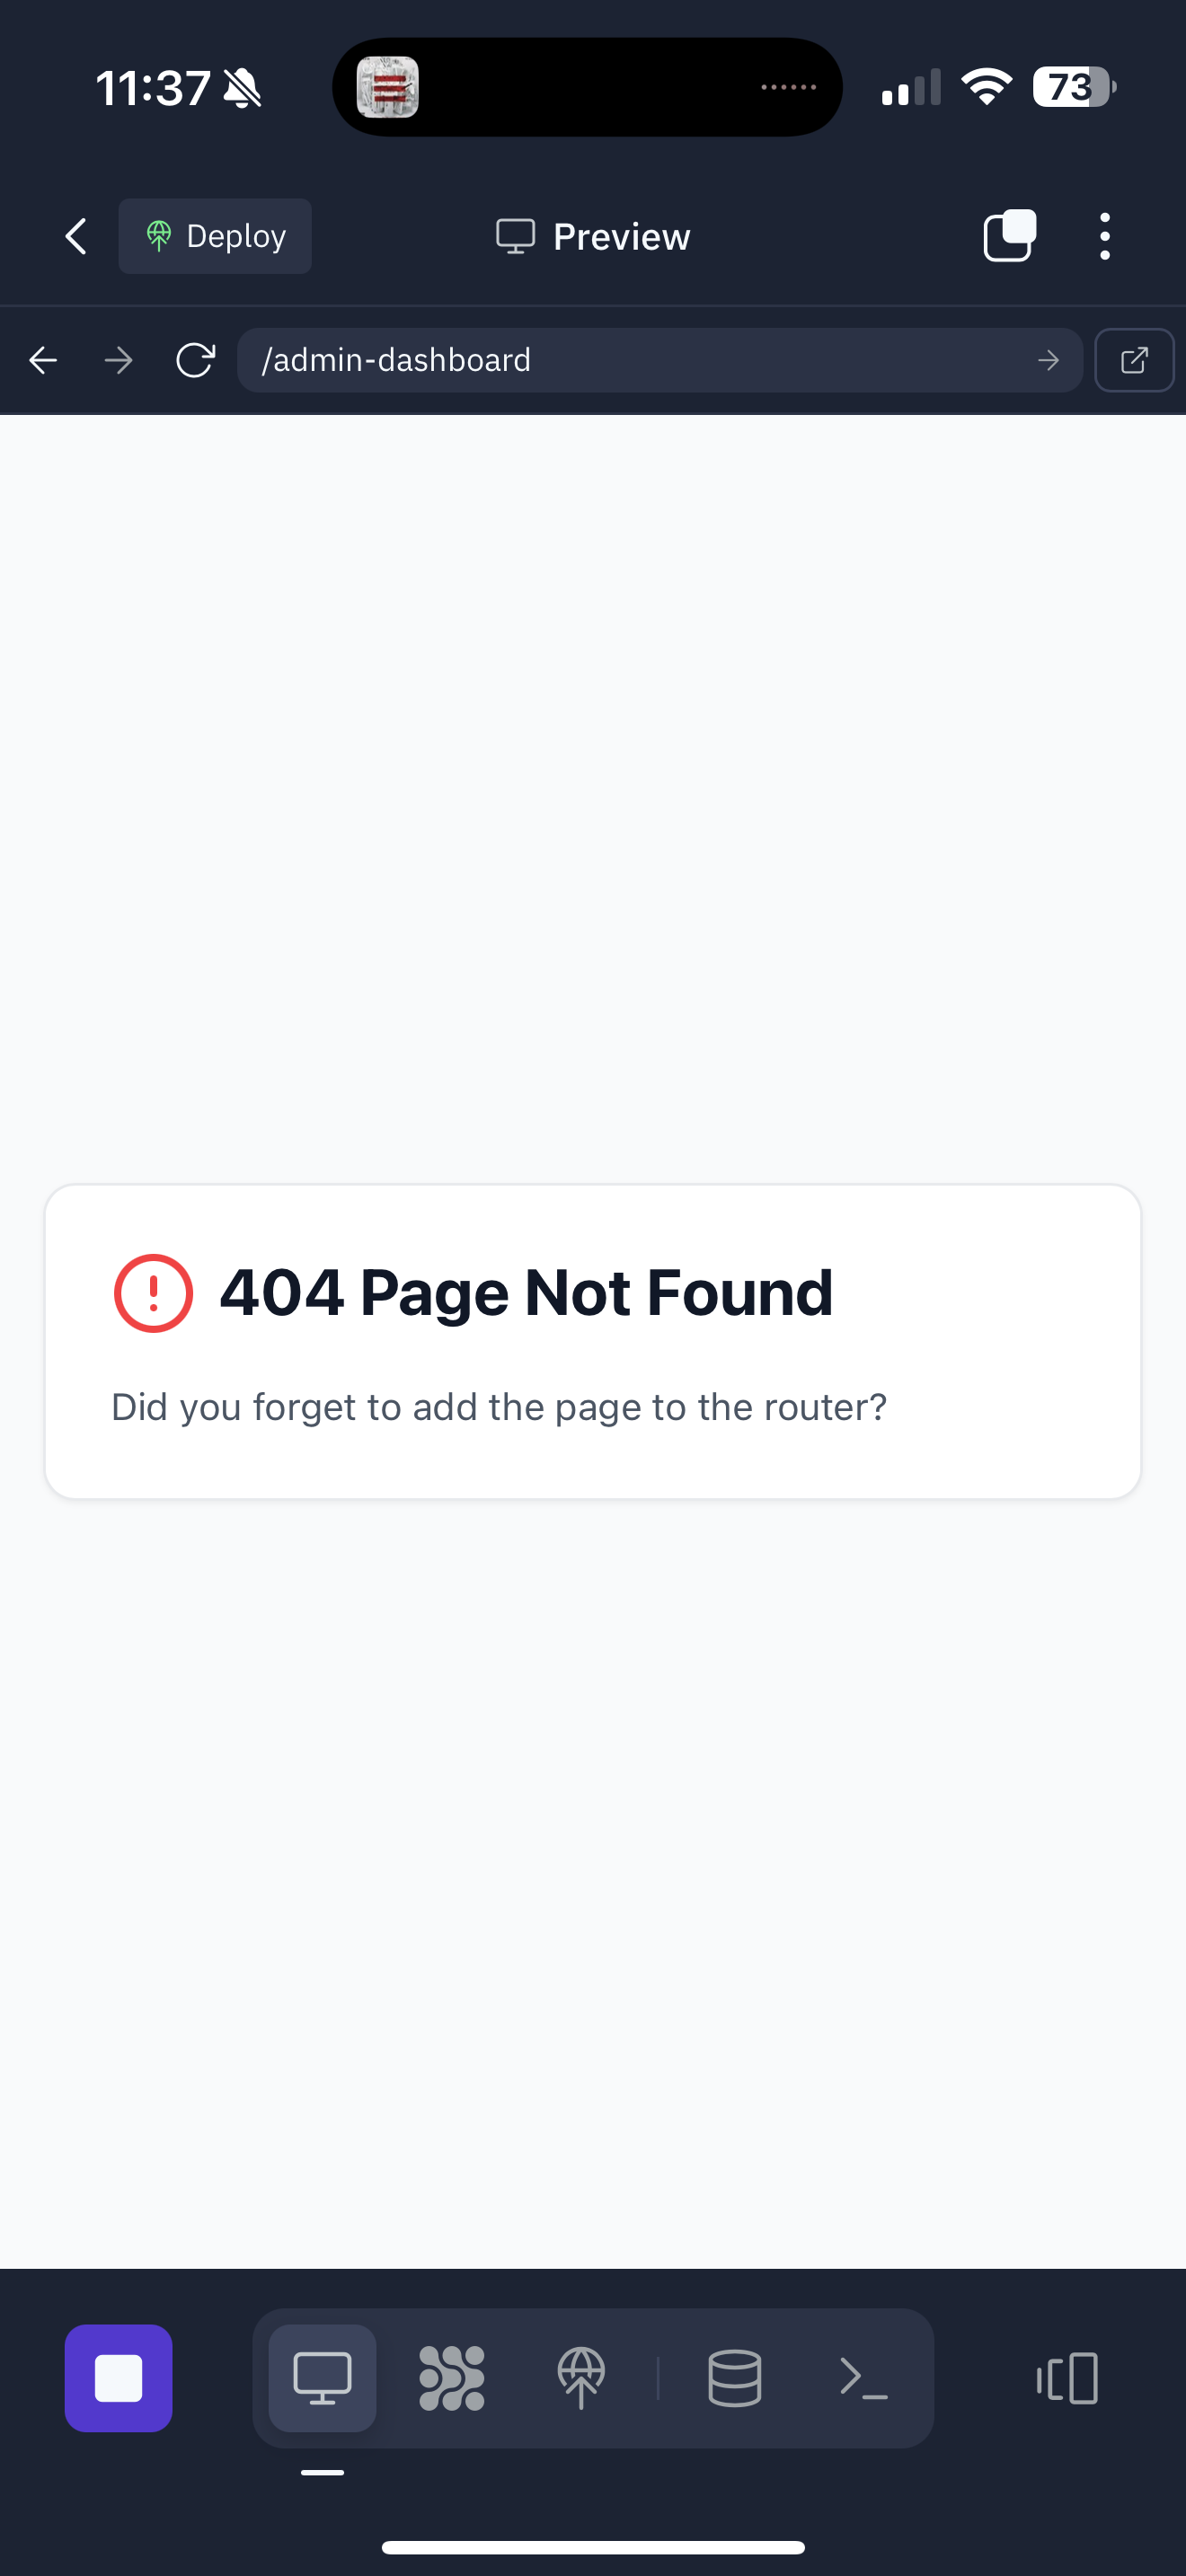 11:37
73
Deploy
Preview
/admin-dashboard
404 Page Not Found
Did you forget to add the page to the router?